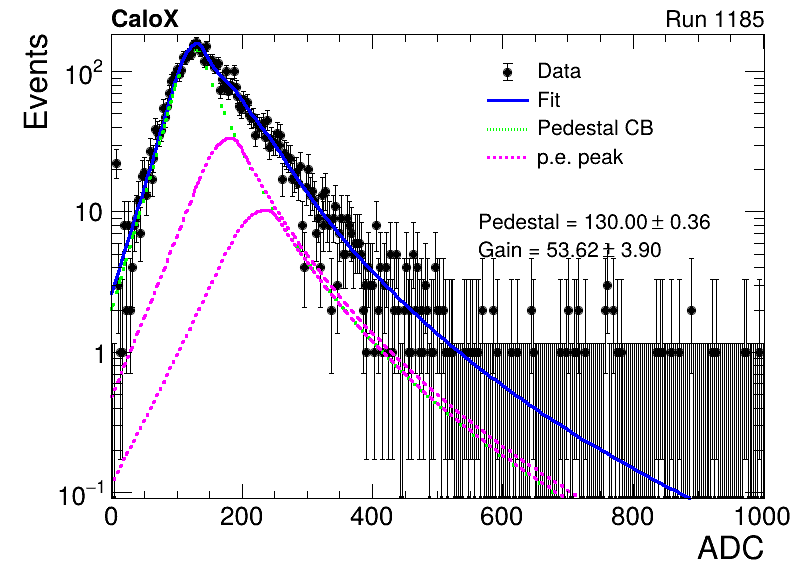 CaloX Run 1185
Events
Data
Fit
Pedestal CB
p.e. peak
Pedestal = 130.00 ± 0.36
Gain = 53.62 ± 3.90
10²
10
1
10⁻¹
0 200 400 600 800 1000
ADC